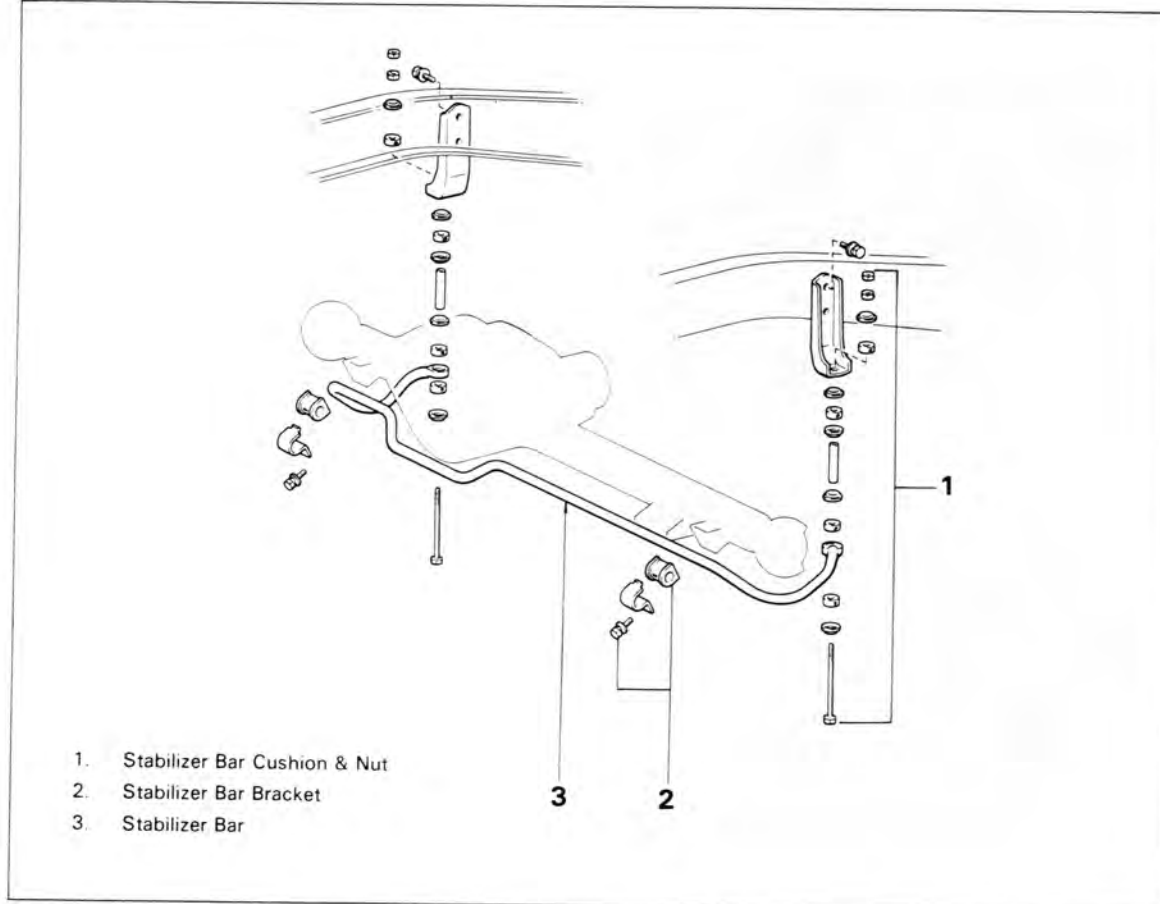 1
3 2
1. Stabilizer Bar Cushion & Nut
2. Stabilizer Bar Bracket
3. Stabilizer Bar